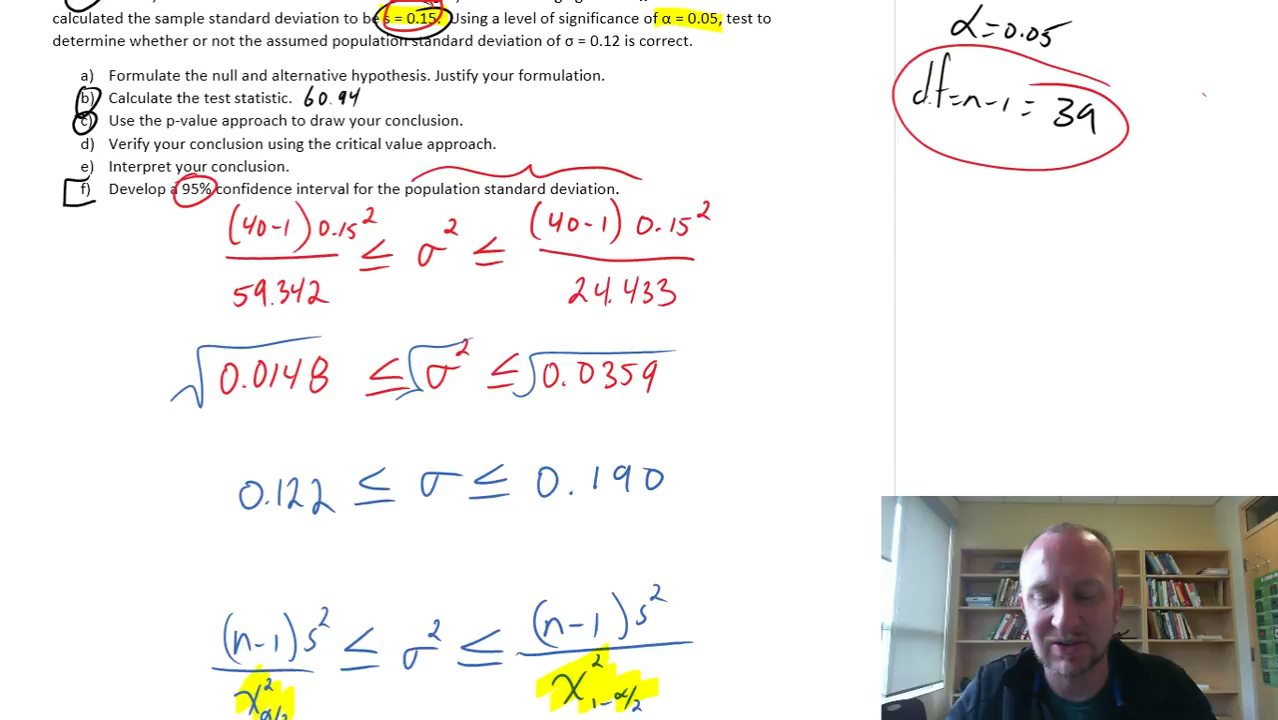 calculated the sample standard deviation to be s = 0.15. Using a level of significance of α = 0.05, test to
determine whether or not the assumed population standard deviation of σ = 0.12 is correct.
a) Formulate the null and alternative hypothesis. Justify your formulation.
b) Calculate the test statistic. 60.94
c) Use the p-value approach to draw your conclusion.
d) Verify your conclusion using the critical value approach.
e) Interpret your conclusion.
f) Develop a 95% confidence interval for the population standard deviation.
(40-1) 0.15² / 59.342 ≤ σ² ≤ (40-1) 0.15² / 24.433
√0.0148 ≤ √σ² ≤ √0.0359
0.122 ≤ σ ≤ 0.190
(n-1)s² / χ²α/2 ≤ σ² ≤ (n-1)s² / χ²1-α/2
α=0.05
df=n-1=39